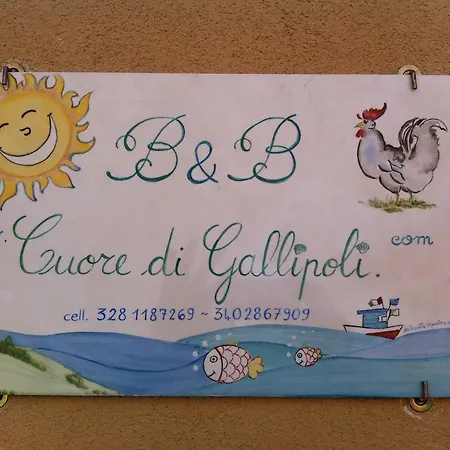 B & B
Cuore di Gallipoli. com
cell. 328 1187269 ~ 3402867909